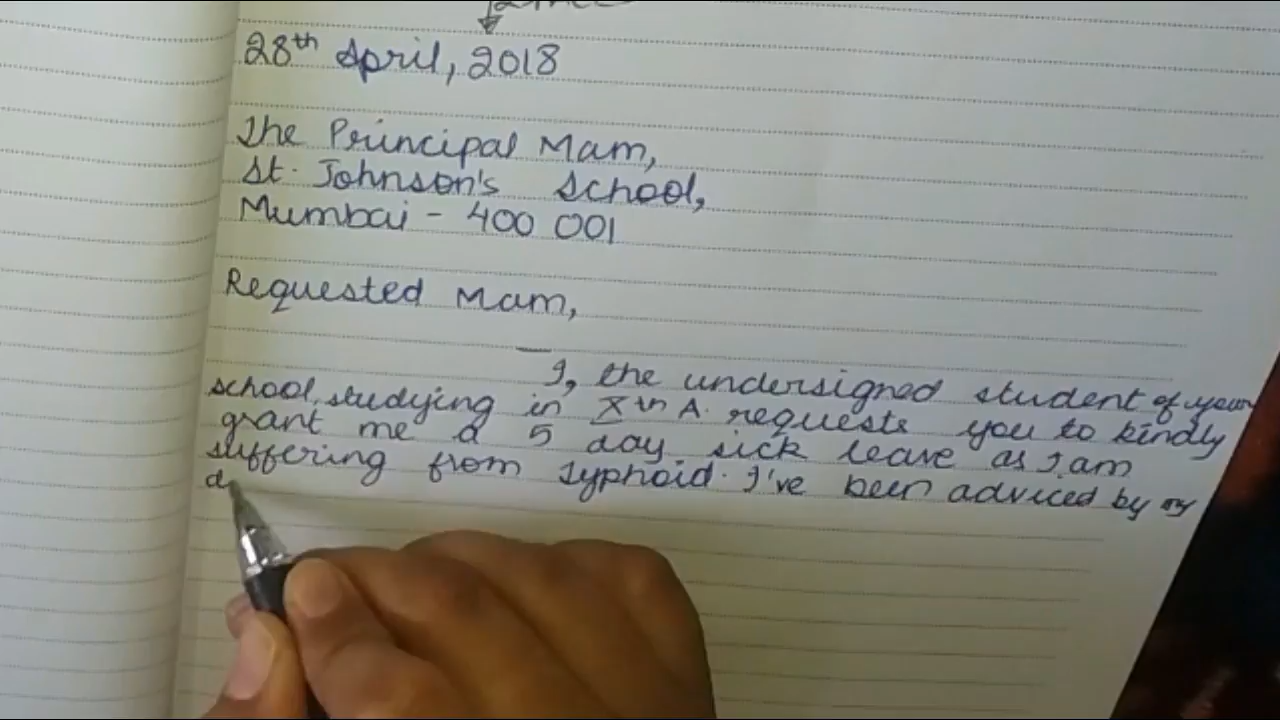 28th April, 2018
The Principal Mam,
St. Johnson's School,
Mumbai - 400 001
Requested Mam,
I, the undersigned student of your
school, studying in Xth A. requests you to kindly
grant me a 5 day sick leave as I am
suffering from Typhoid. I've been adviced by my
d